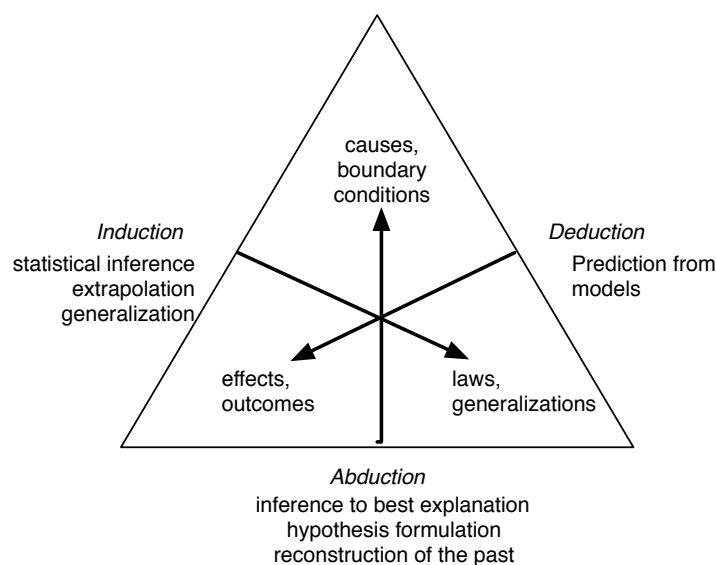 causes,
boundary
conditions
Induction
statistical inference
extrapolation
generalization
Deduction
Prediction from
models
effects,
outcomes
laws,
generalizations
Abduction
inference to best explanation
hypothesis formulation
reconstruction of the past